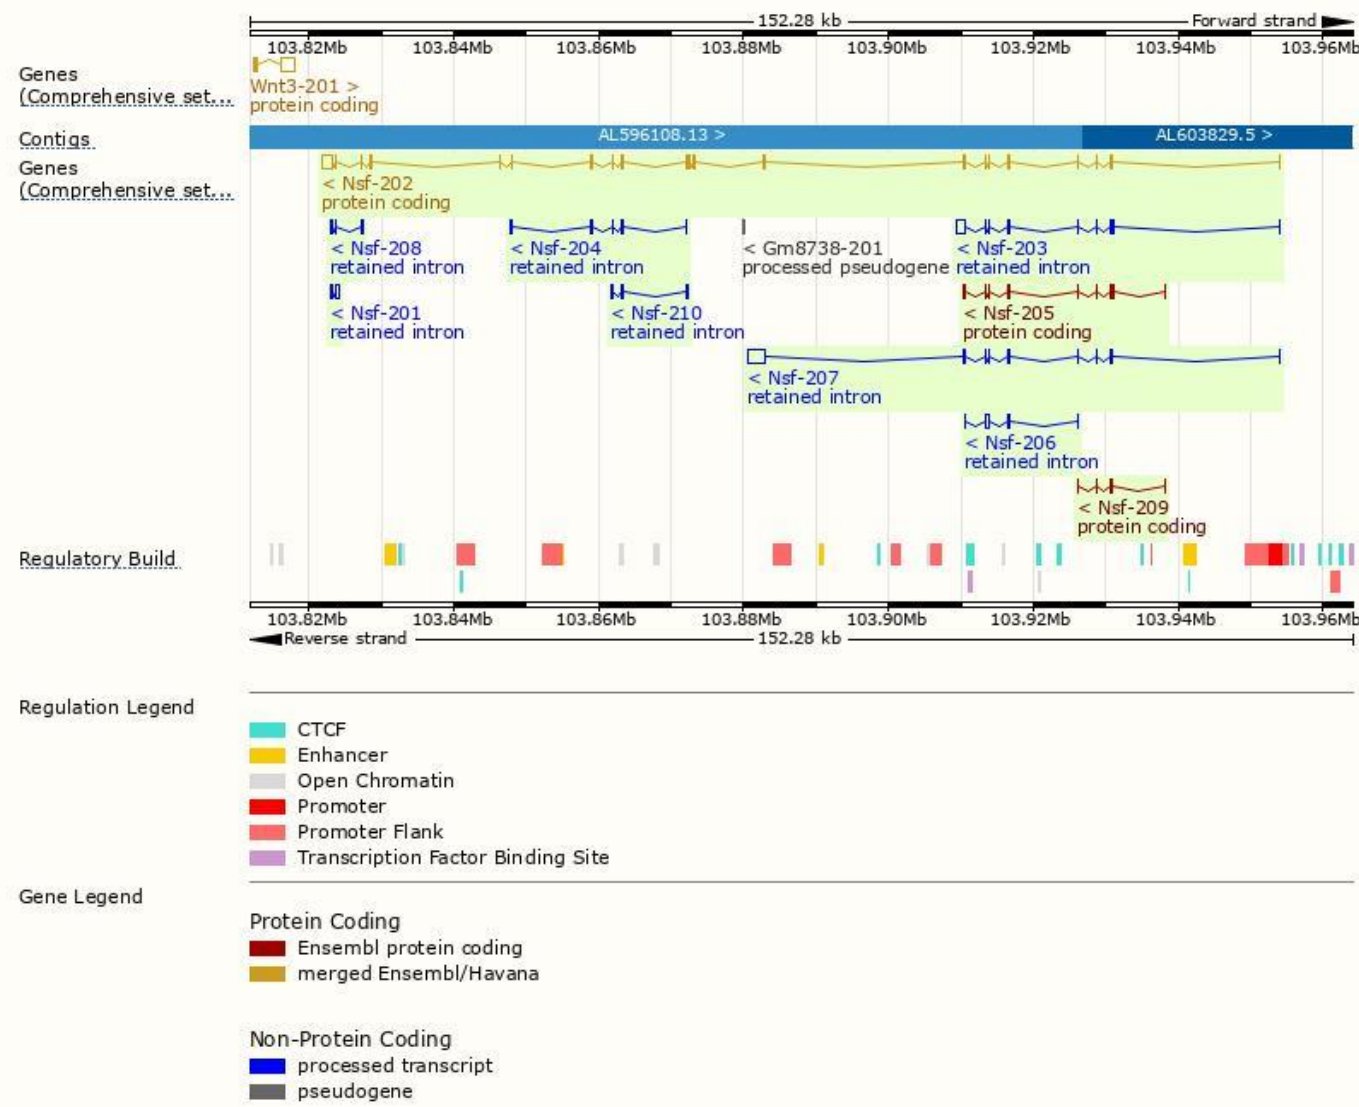 152.28 kb Forward strand
103.82Mb 103.84Mb 103.86Mb 103.88Mb 103.90Mb 103.92Mb 103.94Mb 103.96Mb
Genes
(Comprehensive set...
Wnt3-201 >
protein coding
Contigs AL596108.13 > AL603829.5 >
Genes
(Comprehensive set...
< Nsf-202
protein coding
< Nsf-208 < Nsf-204 < Gm8738-201 < Nsf-203
retained intron retained intron processed pseudogene retained intron
< Nsf-201 < Nsf-210 < Nsf-205
retained intron retained intron protein coding
< Nsf-207
retained intron
< Nsf-206
retained intron
< Nsf-209
protein coding
Regulatory Build
103.82Mb 103.84Mb 103.86Mb 103.88Mb 103.90Mb 103.92Mb 103.94Mb 103.96Mb
Reverse strand 152.28 kb
Regulation Legend
CTCF
Enhancer
Open Chromatin
Promoter
Promoter Flank
Transcription Factor Binding Site
Gene Legend
Protein Coding
Ensembl protein coding
merged Ensembl/Havana
Non-Protein Coding
processed transcript
pseudogene